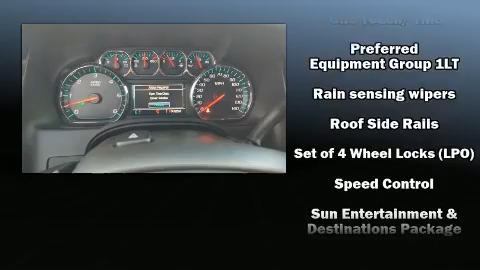 Preferred
Equipment Group 1LT
Rain sensing wipers
Roof Side Rails
Set of 4 Wheel Locks (LPO)
Speed Control
Sun Entertainment &
Destinations Package
MPH